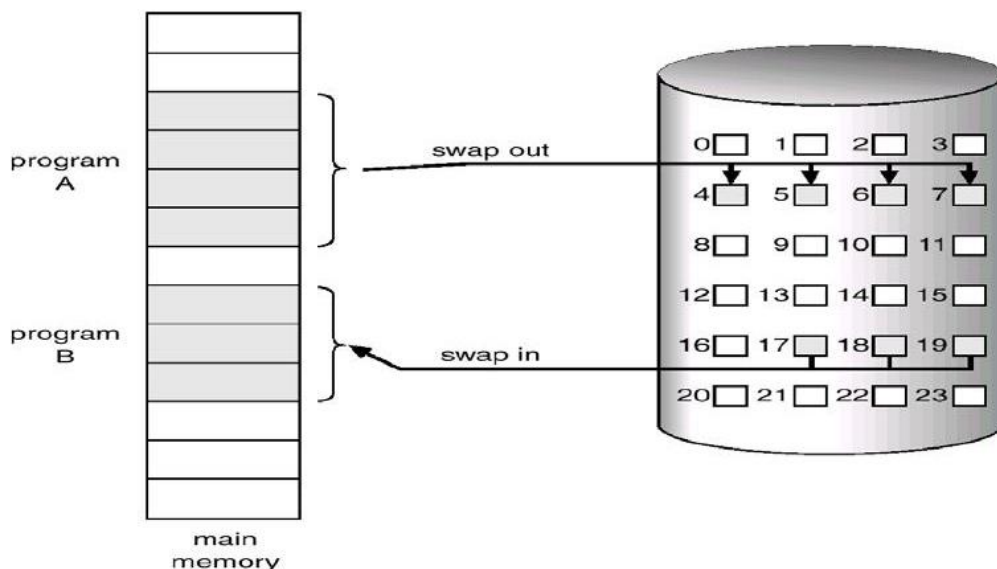 program
A
swap out
0 1 2 3
4 5 6 7
8 9 10 11
12 13 14 15
program
B
swap in
16 17 18 19
20 21 22 23
main
memory